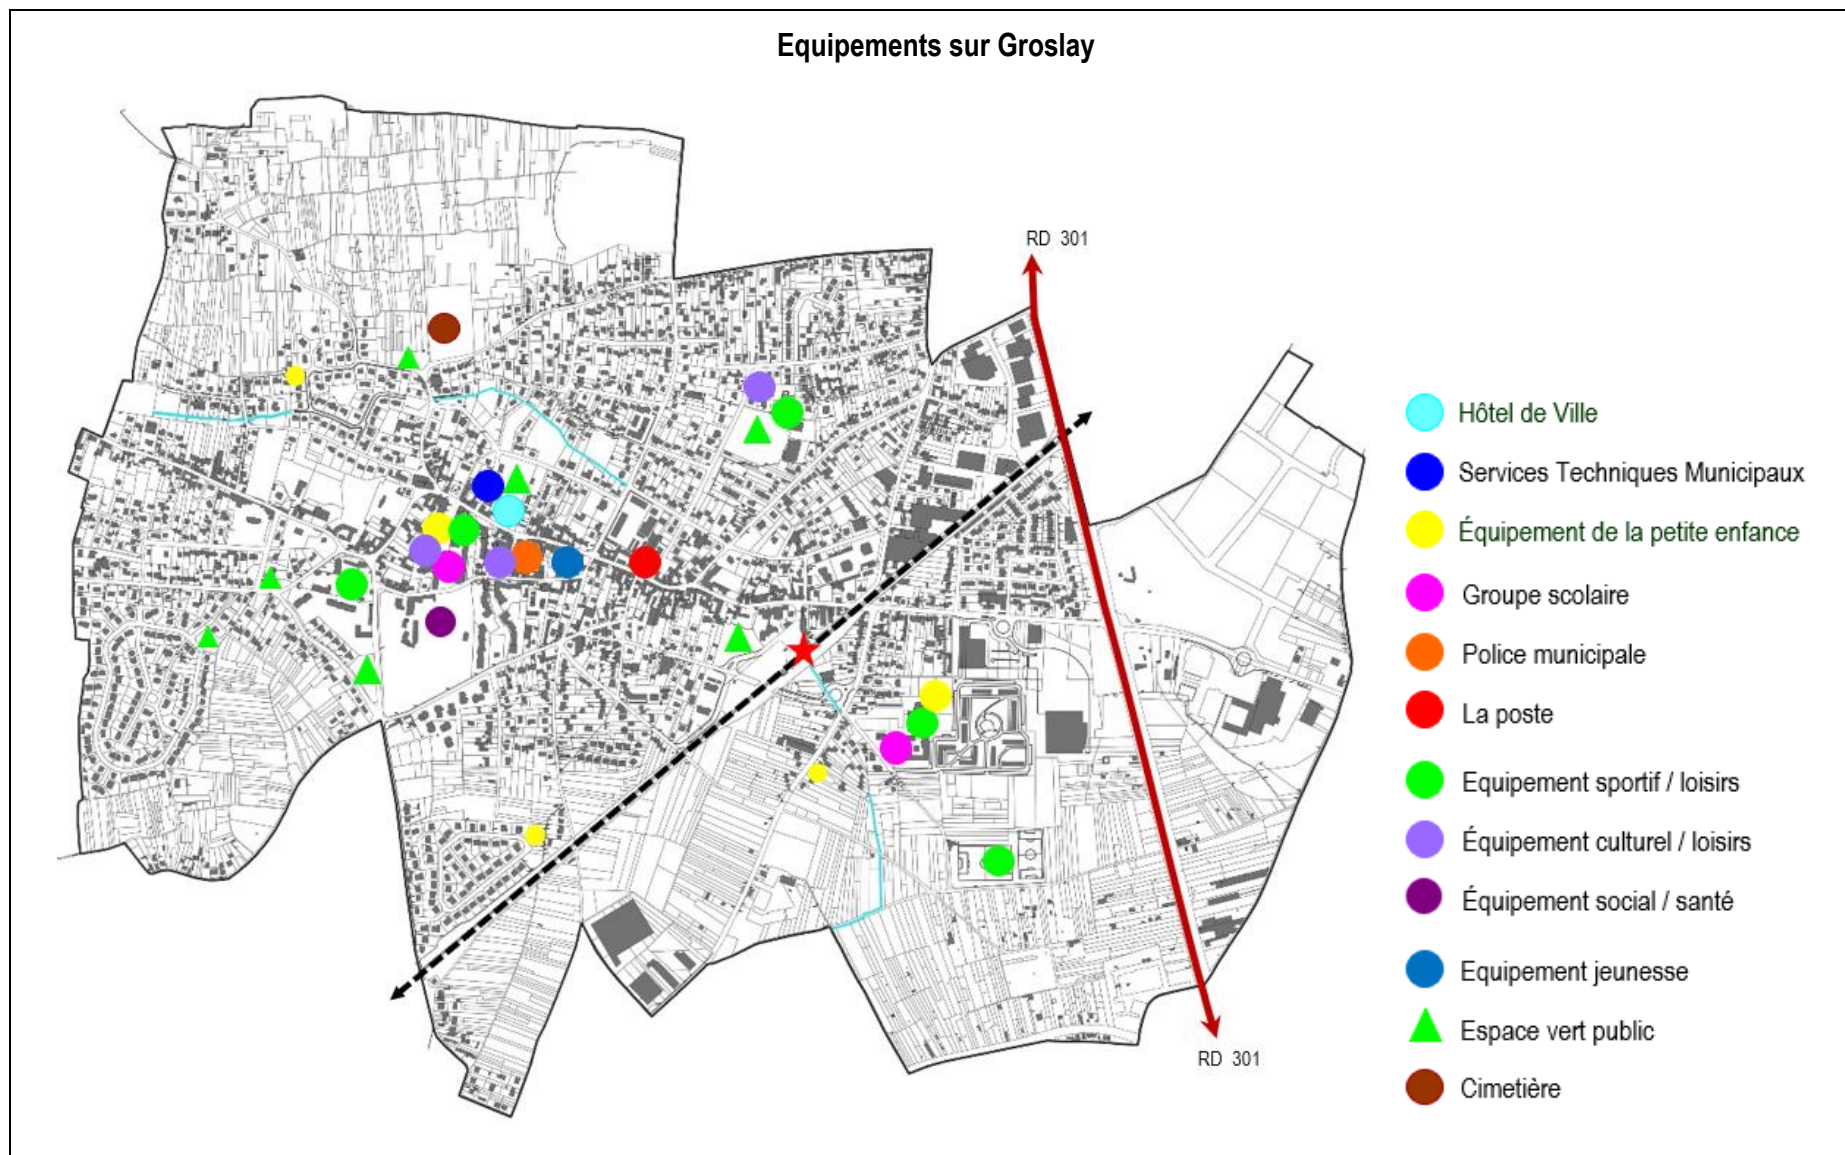 Equipements sur Groslay
RD 301
Hôtel de Ville
Services Techniques Municipaux
Équipement de la petite enfance
Groupe scolaire
Police municipale
La poste
Equipement sportif / loisirs
Équipement culturel / loisirs
Équipement social / santé
Equipement jeunesse
Espace vert public
RD 301
Cimetière